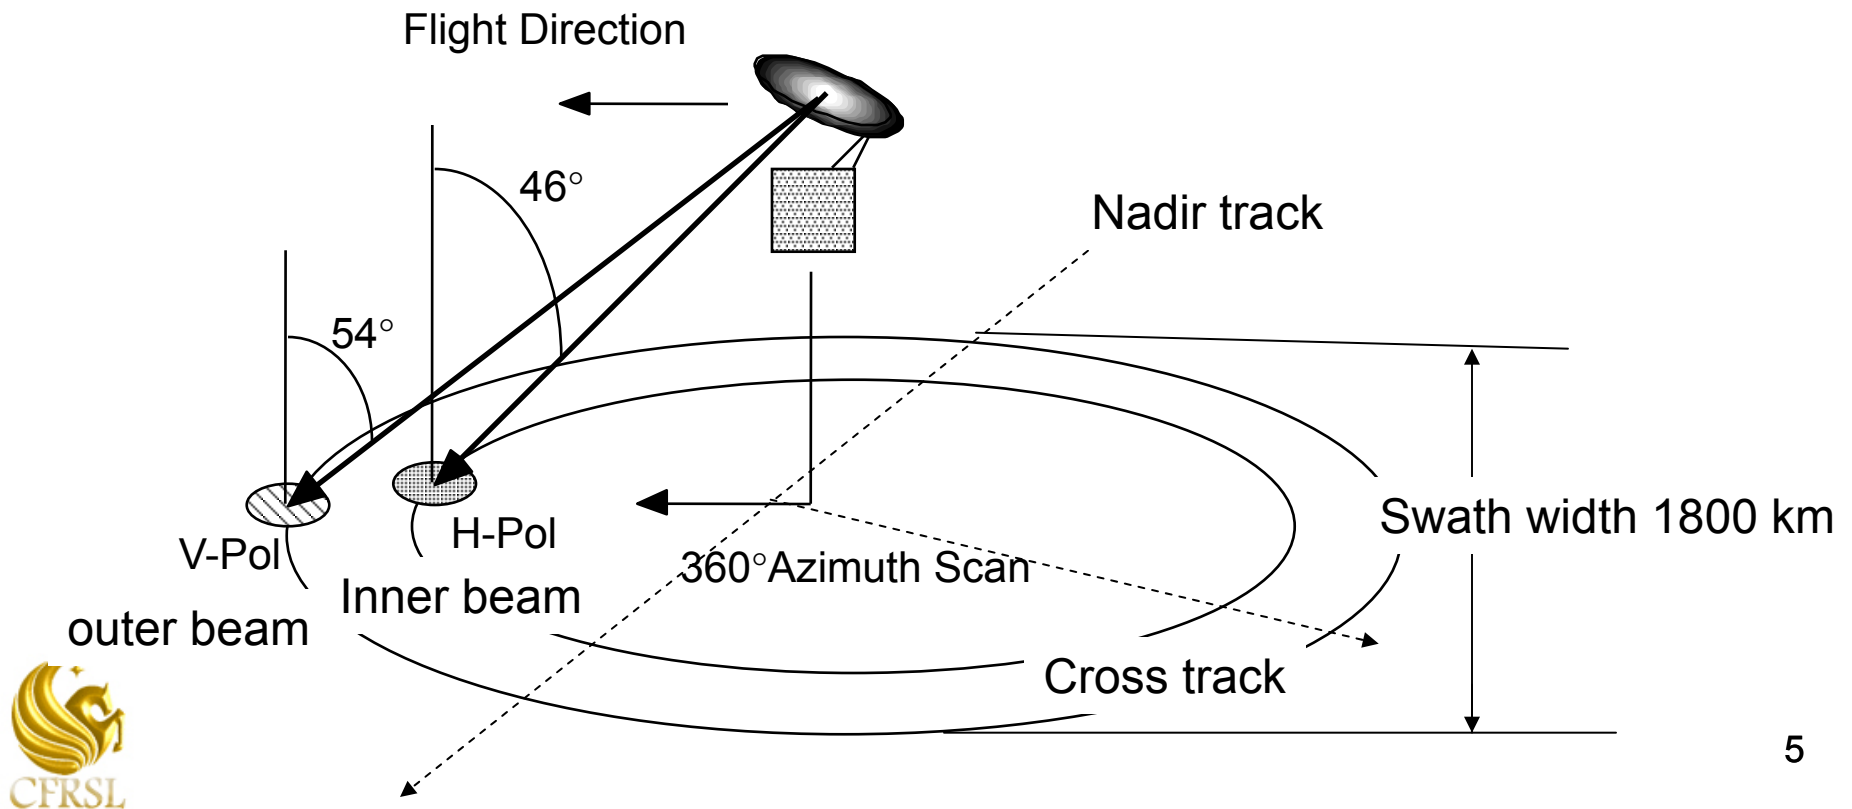 Flight Direction
46°
Nadir track
54°
Swath width 1800 km
H-Pol
V-Pol
360°Azimuth Scan
Inner beam
outer beam
Cross track
5
CFRSL